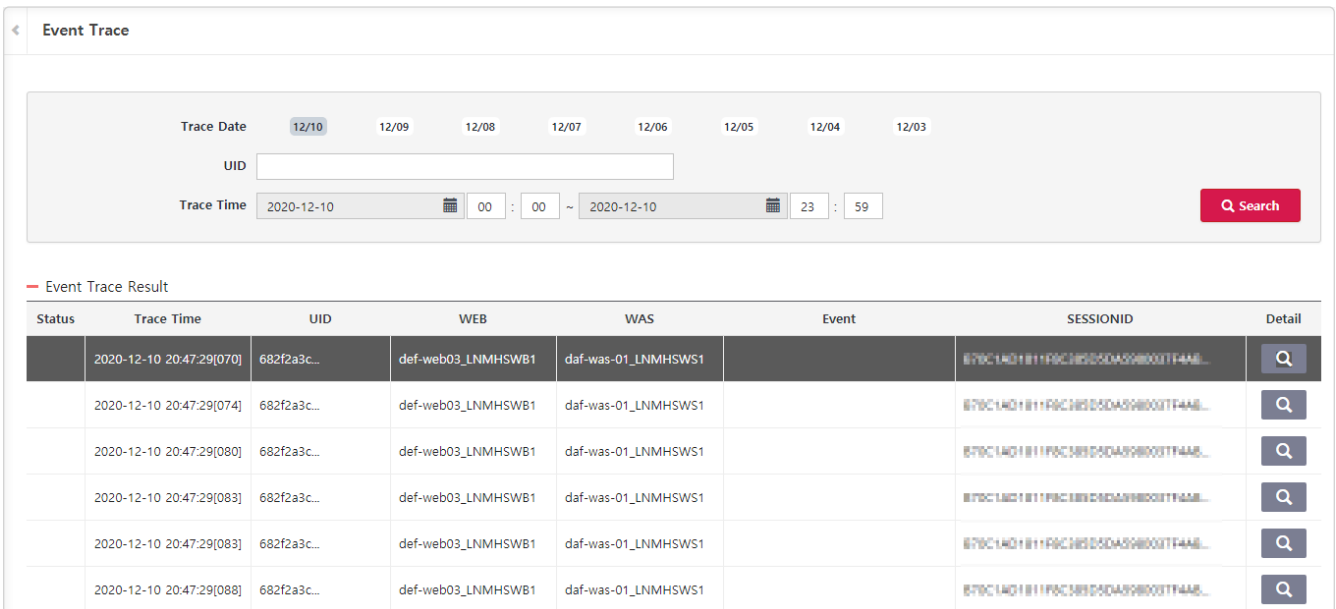 Event Trace
Trace Date 12/10 12/09 12/08 12/07 12/06 12/05 12/04 12/03
UID
Trace Time 2020-12-10 00 : 00 ~ 2020-12-10 23 : 59 Search
Event Trace Result
Status Trace Time UID WEB WAS Event SESSIONID Detail
2020-12-10 20:47:29[070] 682f2a3c... def-web03_LNMHSWB1 daf-was-01_LNMHSWS1
2020-12-10 20:47:29[074] 682f2a3c... def-web03_LNMHSWB1 daf-was-01_LNMHSWS1
2020-12-10 20:47:29[080] 682f2a3c... def-web03_LNMHSWB1 daf-was-01_LNMHSWS1
2020-12-10 20:47:29[083] 682f2a3c... def-web03_LNMHSWB1 daf-was-01_LNMHSWS1
2020-12-10 20:47:29[083] 682f2a3c... def-web03_LNMHSWB1 daf-was-01_LNMHSWS1
2020-12-10 20:47:29[088] 682f2a3c... def-web03_LNMHSWB1 daf-was-01_LNMHSWS1